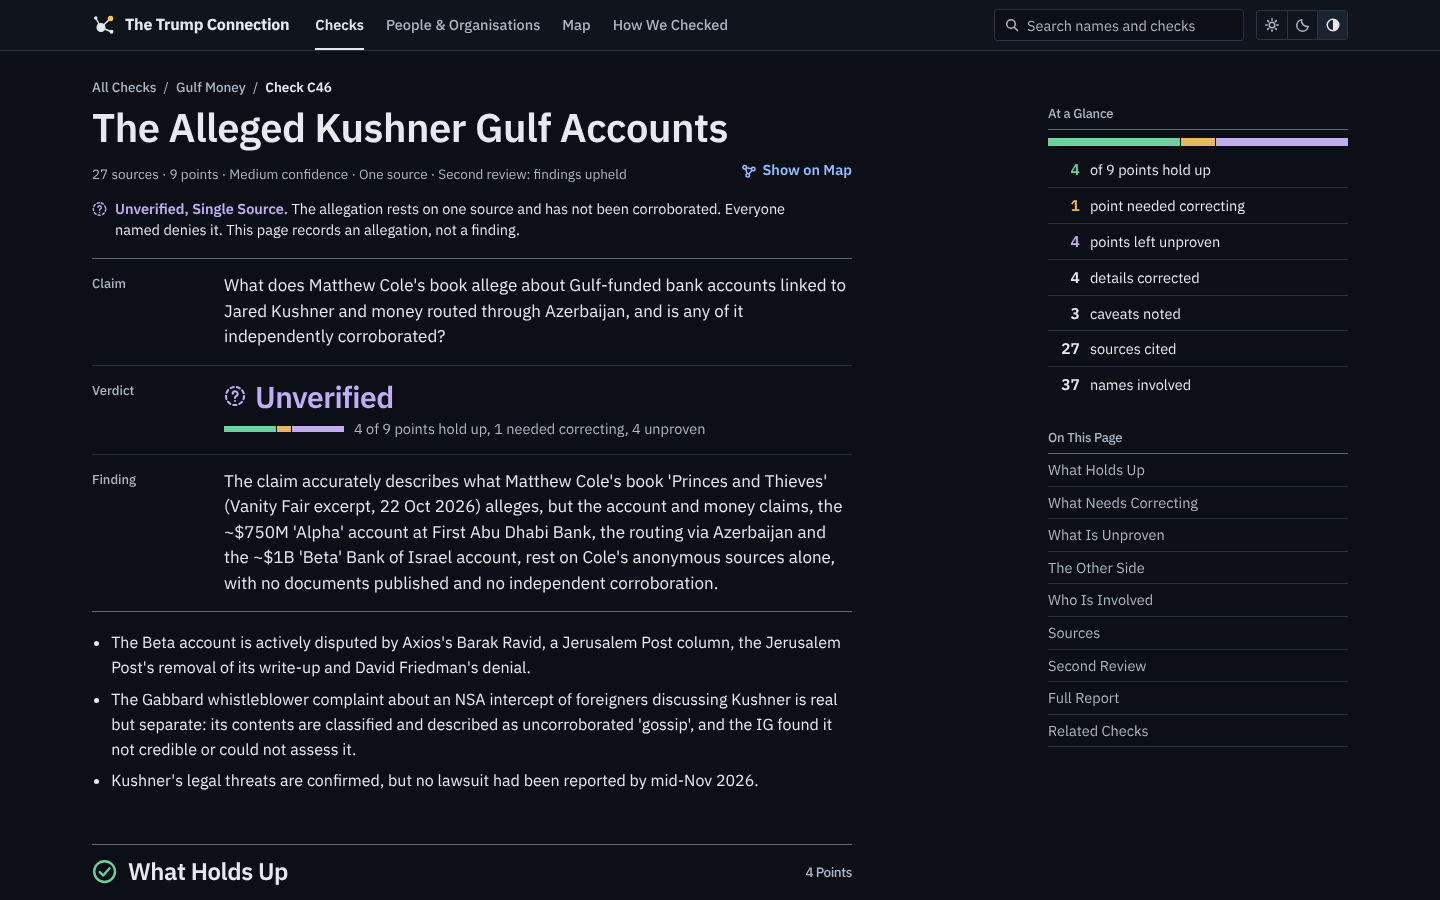 The Trump Connection
Checks
People & Organisations
Map
How We Checked
Search names and checks
All Checks / Gulf Money / Check C46
The Alleged Kushner Gulf Accounts
27 sources · 9 points · Medium confidence · One source · Second review: findings upheld
Show on Map
Unverified, Single Source. The allegation rests on one source and has not been corroborated. Everyone
named denies it. This page records an allegation, not a finding.
Claim
What does Matthew Cole's book allege about Gulf-funded bank accounts linked to
Jared Kushner and money routed through Azerbaijan, and is any of it
independently corroborated?
Verdict
Unverified
4 of 9 points hold up, 1 needed correcting, 4 unproven
Finding
The claim accurately describes what Matthew Cole's book 'Princes and Thieves'
(Vanity Fair excerpt, 22 Oct 2026) alleges, but the account and money claims, the
~$750M 'Alpha' account at First Abu Dhabi Bank, the routing via Azerbaijan and
the ~$1B 'Beta' Bank of Israel account, rest on Cole's anonymous sources alone,
with no documents published and no independent corroboration.
• The Beta account is actively disputed by Axios's Barak Ravid, a Jerusalem Post column, the Jerusalem
Post's removal of its write-up and David Friedman's denial.
• The Gabbard whistleblower complaint about an NSA intercept of foreigners discussing Kushner is real
but separate: its contents are classified and described as uncorroborated 'gossip', and the IG found it
not credible or could not assess it.
• Kushner's legal threats are confirmed, but no lawsuit had been reported by mid-Nov 2026.
What Holds Up
4 Points
At a Glance
4 of 9 points hold up
1 point needed correcting
4 points left unproven
4 details corrected
3 caveats noted
27 sources cited
37 names involved
On This Page
What Holds Up
What Needs Correcting
What Is Unproven
The Other Side
Who Is Involved
Sources
Second Review
Full Report
Related Checks